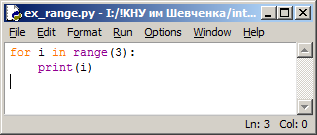 ex_range.py - I:/!КНУ им Шевченка/int...
File Edit Format Run Options Window Help
for i in range(3):
    print(i)
Ln: 3 Col: 0